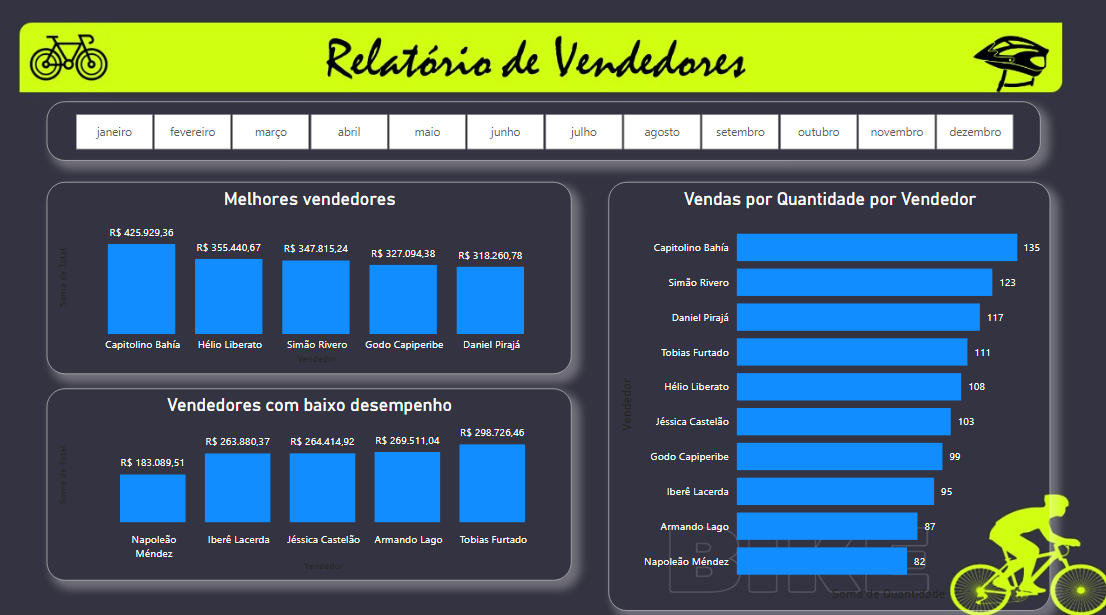 Relatório de Vendedores
janeiro fevereiro março abril maio junho julho agosto setembro outubro novembro dezembro
Melhores vendedores
R$ 425.929,36 R$ 355.440,67 R$ 347.815,24 R$ 327.094,38 R$ 318.260,78
Soma de Total
Capitolino Bahía Hélio Liberato Simão Rivero Godo Capiperibe Daniel Pirajá
Vendedor
Vendedores com baixo desempenho
R$ 183.089,51 R$ 263.880,37 R$ 264.414,92 R$ 269.511,04 R$ 298.726,46
Soma de Total
Napoleão Méndez Iberê Lacerda Jéssica Castelão Armando Lago Tobias Furtado
Vendedor
Vendas por Quantidade por Vendedor
Vendedor
Capitolino Bahía 135
Simão Rivero 123
Daniel Pirajá 117
Tobias Furtado 111
Hélio Liberato 108
Jéssica Castelão 103
Godo Capiperibe 99
Iberê Lacerda 95
Armando Lago 87
Napoleão Méndez 82
BIKE
Soma de Quantidade